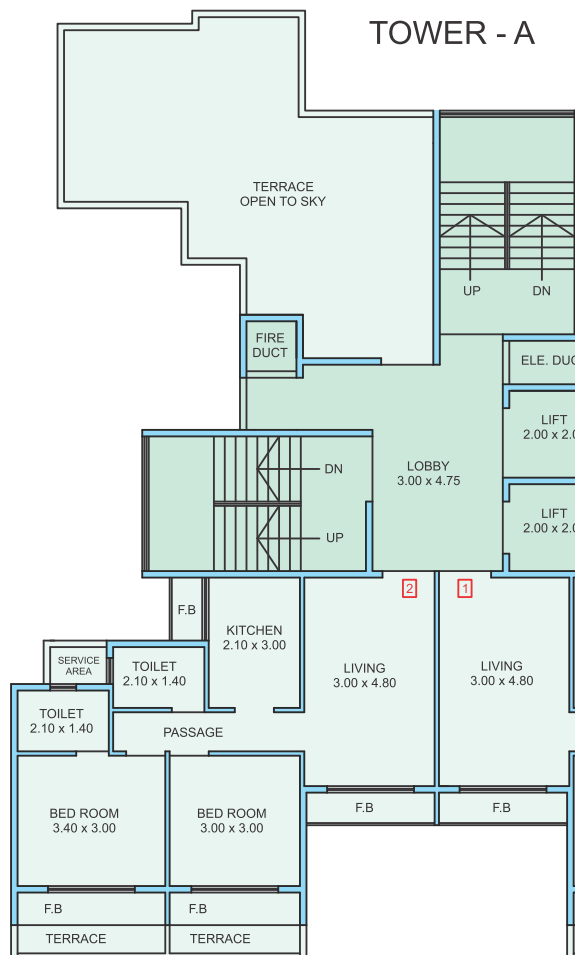 TOWER - A
TERRACE
OPEN TO SKY
UP
DN
FIRE
DUCT
ELE. DUC
LIFT
2.00 x 2.0
LOBBY
3.00 x 4.75
DN
LIFT
2.00 x 2.0
UP
2
1
F.B
KITCHEN
2.10 x 3.00
SERVICE
AREA
TOILET
2.10 x 1.40
LIVING
3.00 x 4.80
LIVING
3.00 x 4.80
TOILET
2.10 x 1.40
PASSAGE
F.B
F.B
BED ROOM
3.40 x 3.00
BED ROOM
3.00 x 3.00
F.B
F.B
TERRACE
TERRACE